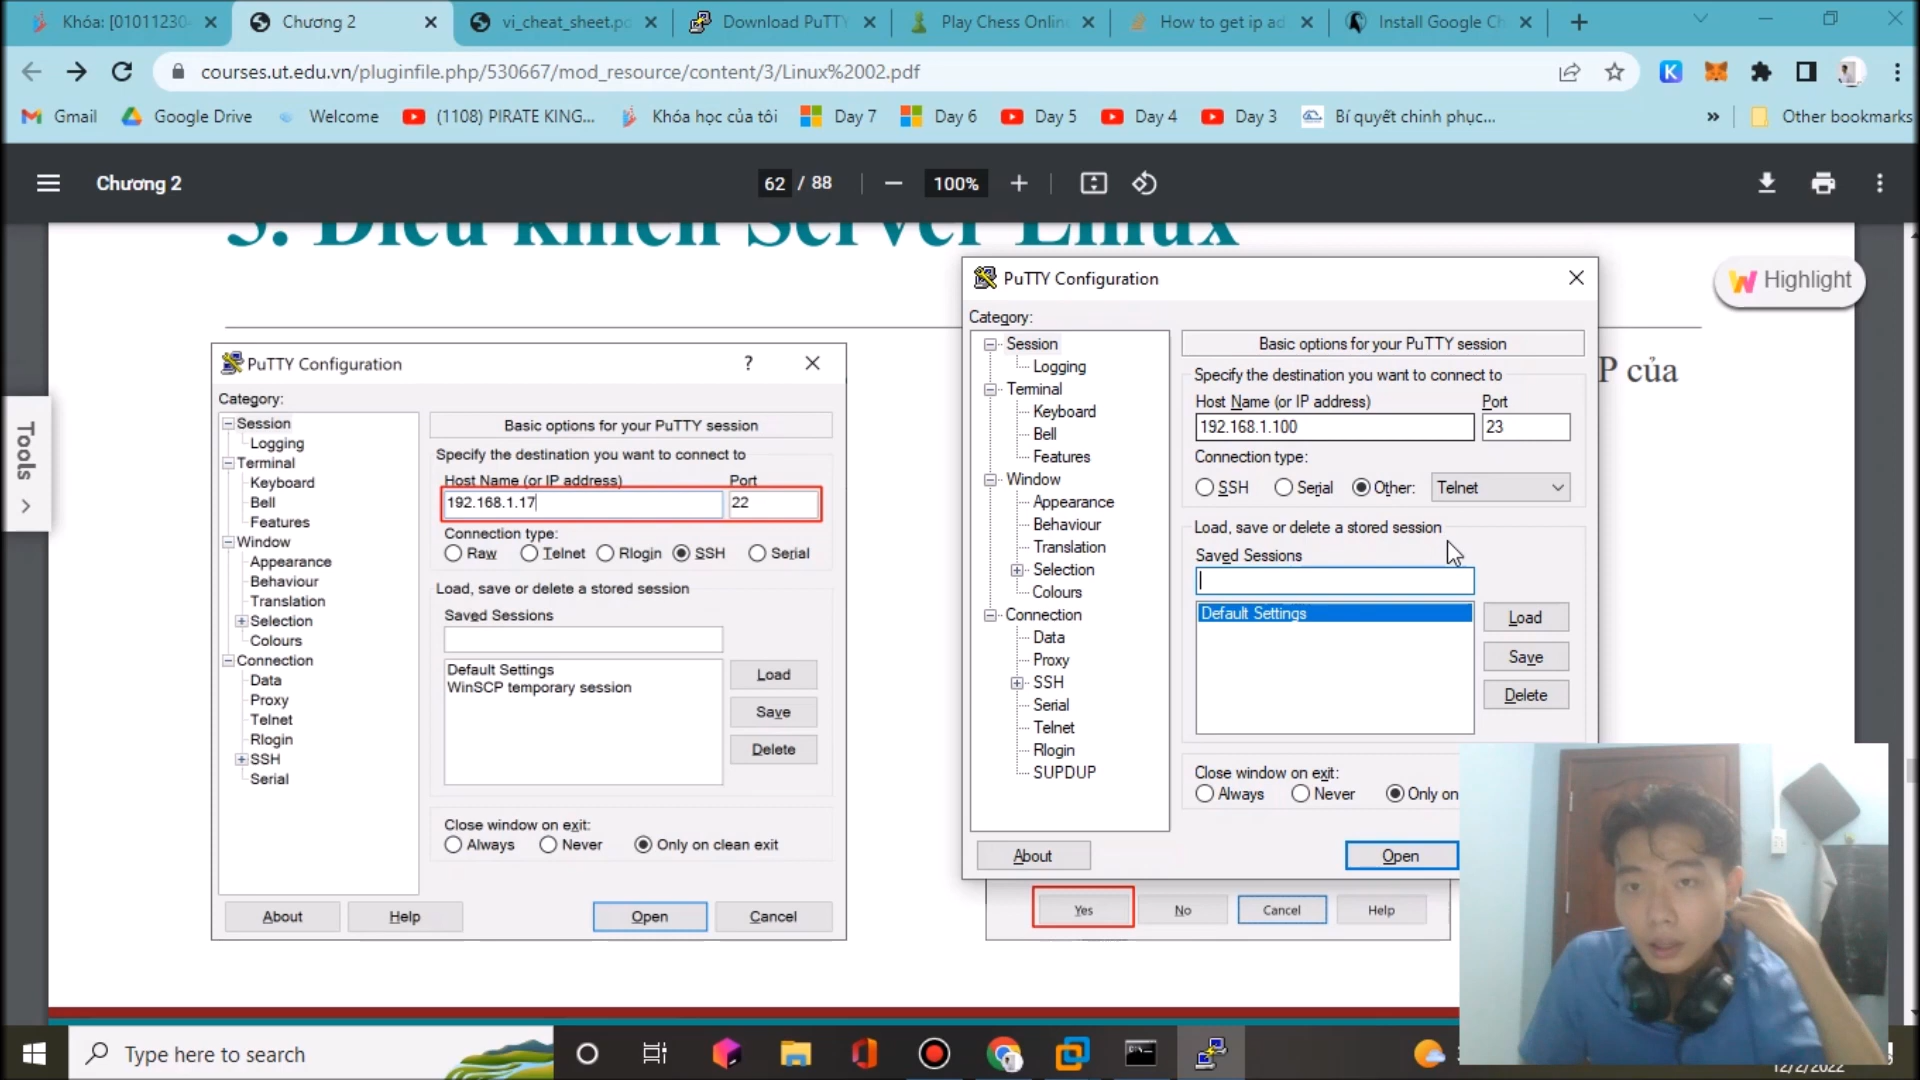 Khóa: [01011230
Chương 2
vi_cheat_sheet.pd
Download PuTTY
Play Chess Onlin
How to get ip ad
Install Google Ch
courses.ut.edu.vn/pluginfile.php/530667/mod_resource/content/3/Linux%2002.pdf
Gmail
Google Drive
Welcome
(1108) PIRATE KING...
Khóa học của tôi
Day 7
Day 6
Day 5
Day 4
Day 3
Bí quyết chinh phục...
»
Other bookmarks
Chương 2
62 / 88
100%
Highlight
Tools
P của
PuTTY Configuration
?
Category:
Session
Logging
Terminal
Keyboard
Bell
Features
Window
Appearance
Behaviour
Translation
Selection
Colours
Connection
Data
Proxy
Telnet
Rlogin
SSH
Serial
Basic options for your PuTTY session
Specify the destination you want to connect to
Host Name (or IP address) Port
192.168.1.17 22
Connection type:
Raw Telnet Rlogin SSH Serial
Load, save or delete a stored session
Saved Sessions
Default Settings
WinSCP temporary session
Load
Save
Delete
Close window on exit:
Always Never Only on clean exit
About Help Open Cancel
PuTTY Configuration
Category:
Session
Logging
Terminal
Keyboard
Bell
Features
Window
Appearance
Behaviour
Translation
Selection
Colours
Connection
Data
Proxy
SSH
Serial
Telnet
Rlogin
SUPDUP
Basic options for your PuTTY session
Specify the destination you want to connect to
Host Name (or IP address) Port
192.168.1.100 23
Connection type:
SSH Serial Other: Telnet
Load, save or delete a stored session
Saved Sessions
Default Settings
Load
Save
Delete
Close window on exit:
Always Never Only on
About Open
Yes No Cancel Help
Type here to search
12/2/2022